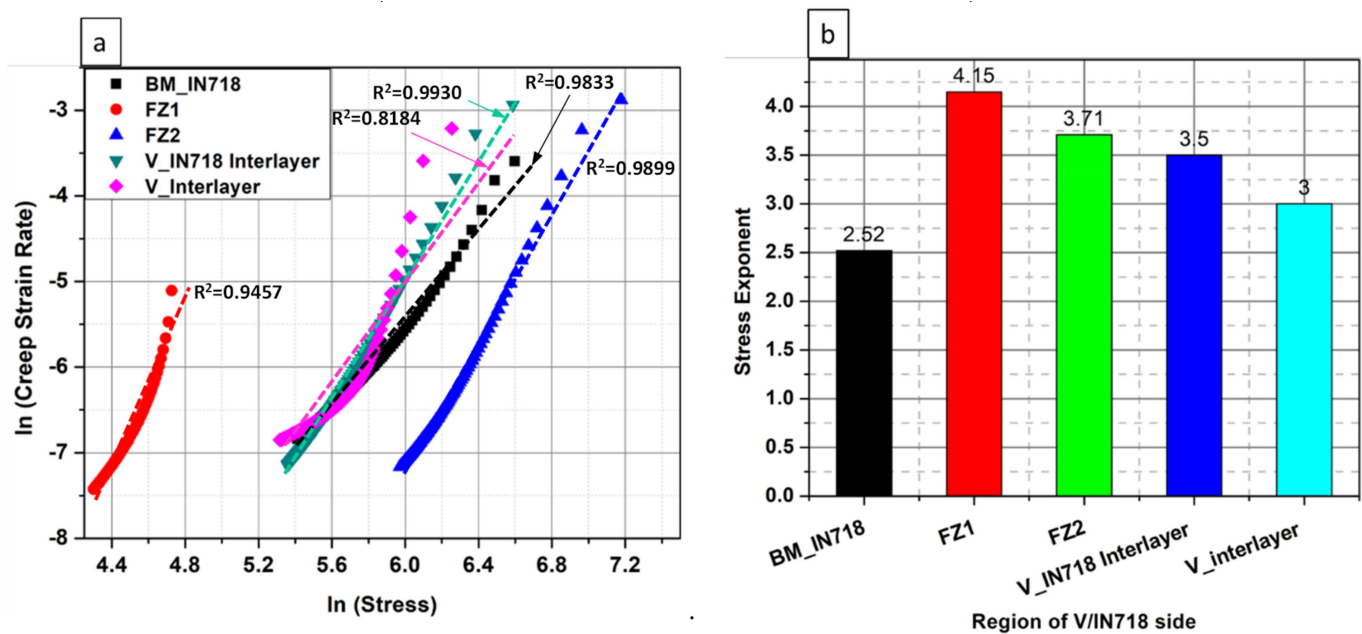 a
BM_IN718
FZ1
FZ2
V_IN718 Interlayer
V_Interlayer
R²=0.9930
R²=0.8184
R²=0.9833
R²=0.9899
R²=0.9457
ln (Creep Strain Rate)
-3
-4
-5
-6
-7
-8
4.4 4.8 5.2 5.6 6.0 6.4 6.8 7.2
ln (Stress)
.
b
Stress Exponent
4.0
3.5
3.0
2.5
2.0
1.5
1.0
0.5
0.0
2.52
4.15
3.71
3.5
3
BM_IN718
FZ1
FZ2
V_IN718 Interlayer
V_interlayer
Region of V/IN718 side